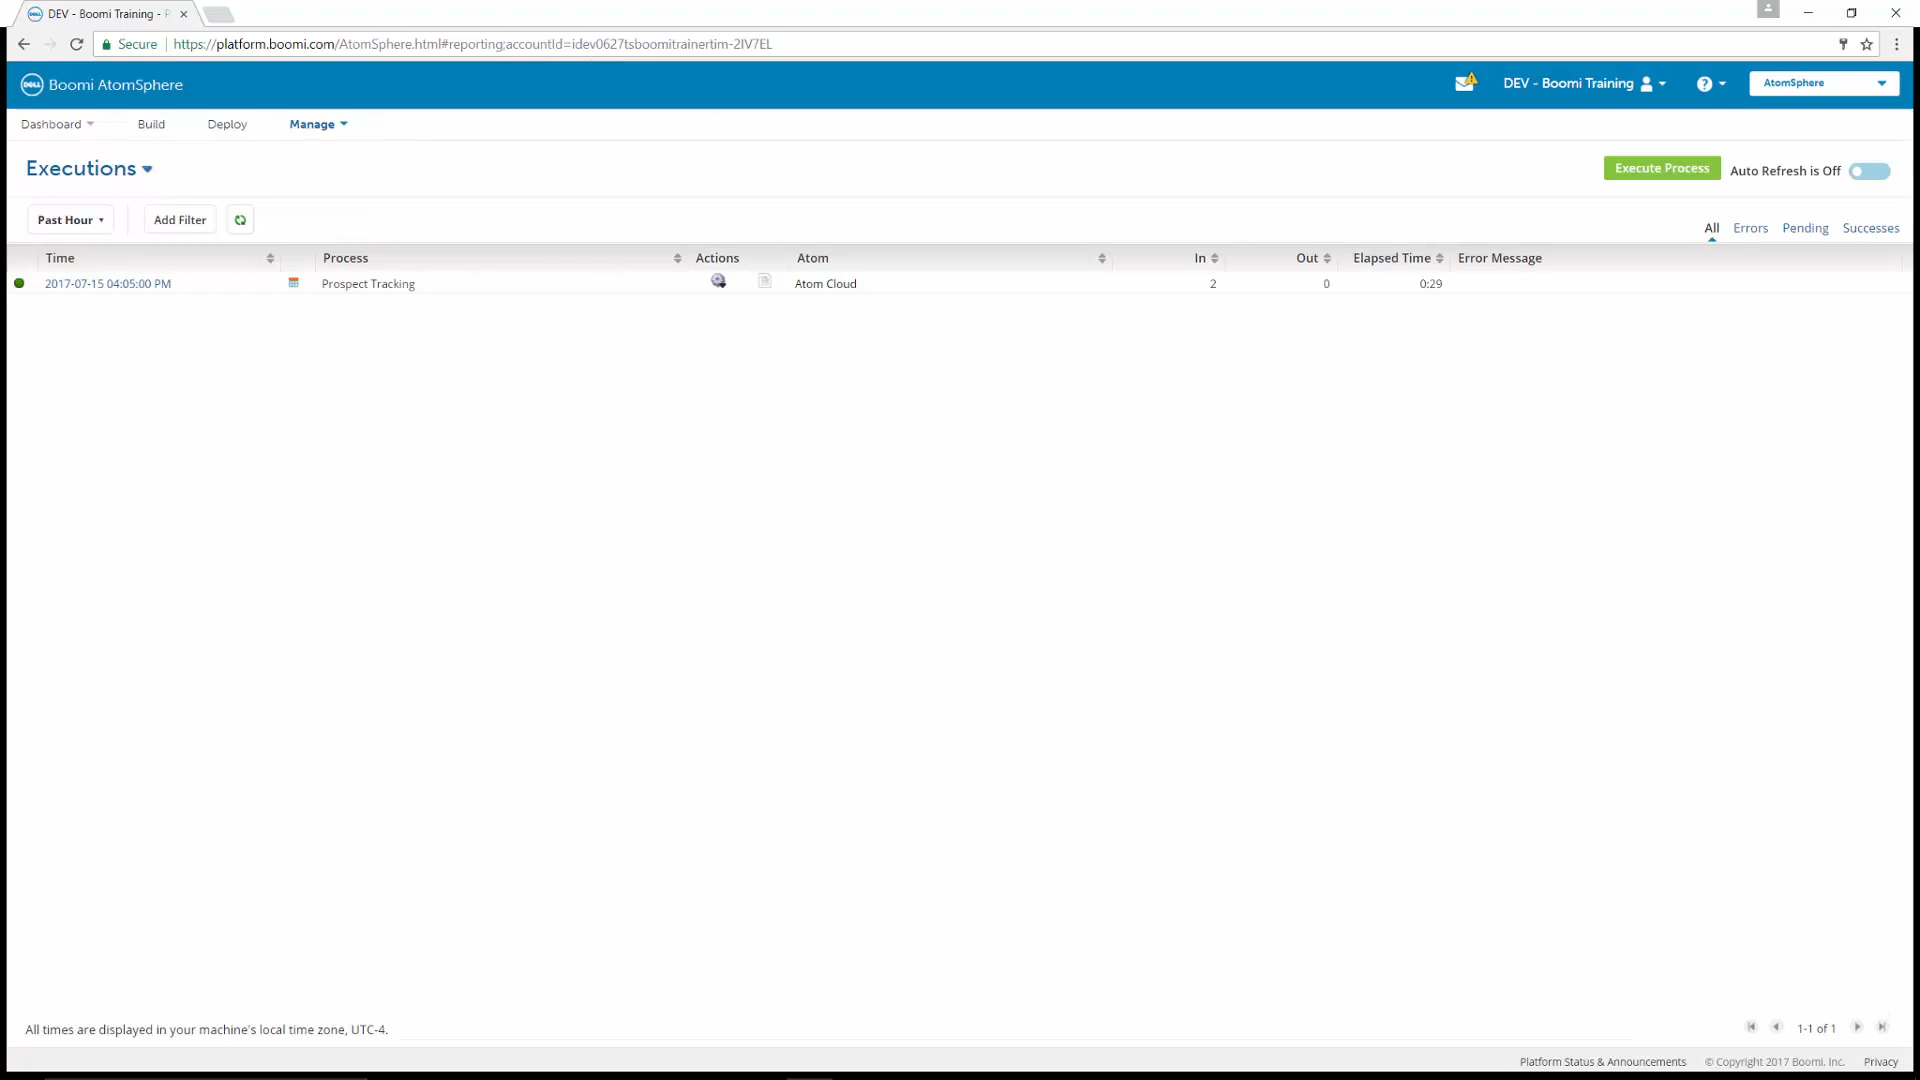 DEV - Boomi Training - P
Secure https://platform.boomi.com/AtomSphere.html#reporting;accountId=idev0627tsboomitrainertim-2IV7EL
DELL Boomi AtomSphere DEV - Boomi Training ? AtomSphere
Dashboard Build Deploy Manage
Executions Execute Process Auto Refresh is Off
Past Hour Add Filter All Errors Pending Successes
Time Process Actions Atom In Out Elapsed Time Error Message
2017-07-15 04:05:00 PM Prospect Tracking Atom Cloud 2 0 0:29
All times are displayed in your machine's local time zone, UTC-4. 1-1 of 1
Platform Status & Announcements © Copyright 2017 Boomi, Inc. Privacy